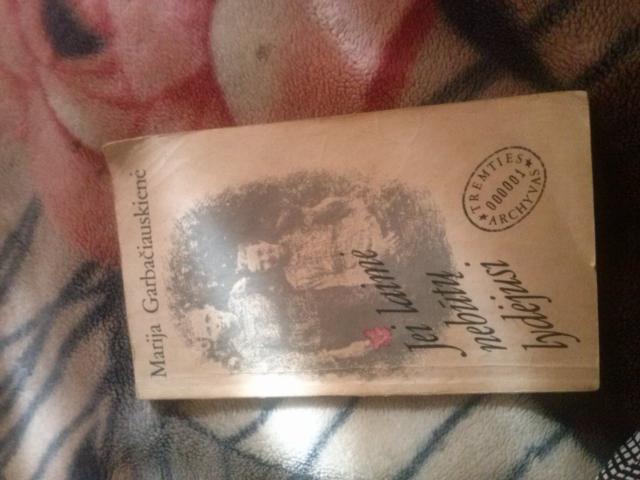 Marija Garbačiauskienė
TREMTIES
000001
ARCHYVAS
Jei laimė
nebūtų
lydėjusi